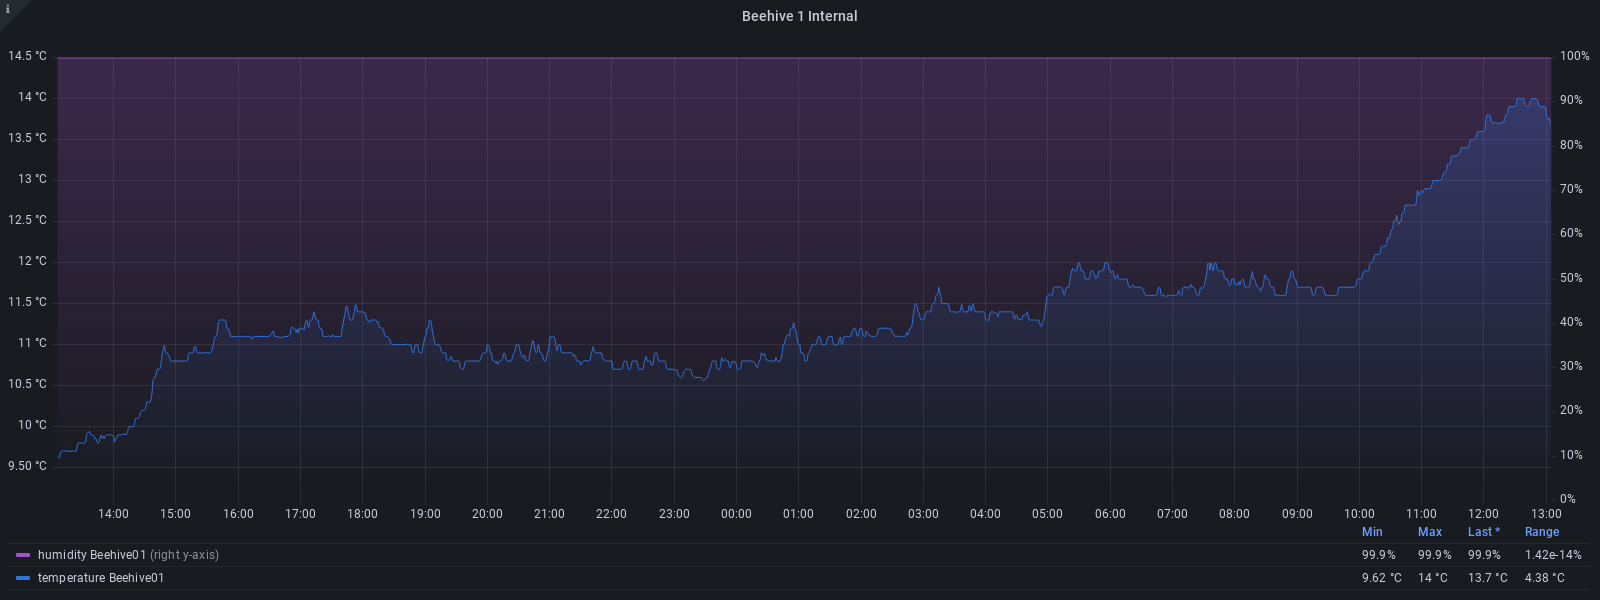 i
Beehive 1 Internal
14.5 °C 100%
14 °C 90%
13.5 °C 80%
13 °C 70%
12.5 °C 60%
12 °C 50%
11.5 °C 40%
11 °C 30%
10.5 °C 20%
10 °C 10%
9.50 °C 0%
14:00 15:00 16:00 17:00 18:00 19:00 20:00 21:00 22:00 23:00 00:00 01:00 02:00 03:00 04:00 05:00 06:00 07:00 08:00 09:00 10:00 11:00 12:00 13:00
Min Max Last * Range
humidity Beehive01 (right y-axis) 99.9% 99.9% 99.9% 1.42e-14%
temperature Beehive01 9.62 °C 14 °C 13.7 °C 4.38 °C